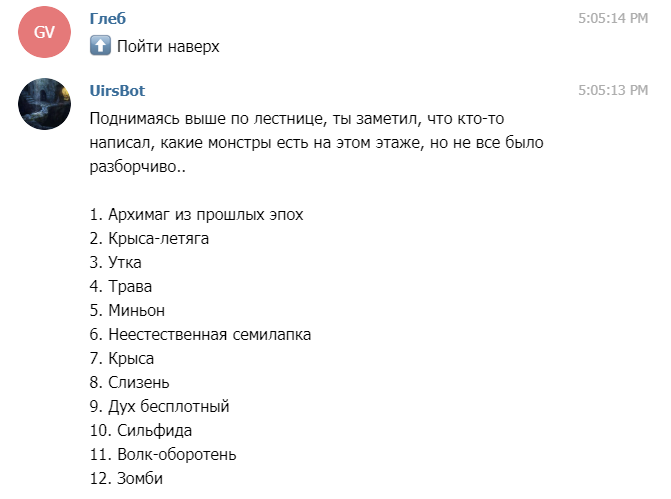 GV
Глеб
5:05:14 PM
⬆ Пойти наверх
UirsBot
5:05:13 PM
Поднимаясь выше по лестнице, ты заметил, что кто-то
написал, какие монстры есть на этом этаже, но не все было
разборчиво..
1. Архимаг из прошлых эпох
2. Крыса-летяга
3. Утка
4. Трава
5. Миньон
6. Неестественная семилапка
7. Крыса
8. Слизень
9. Дух бесплотный
10. Сильфида
11. Волк-оборотень
12. Зомби